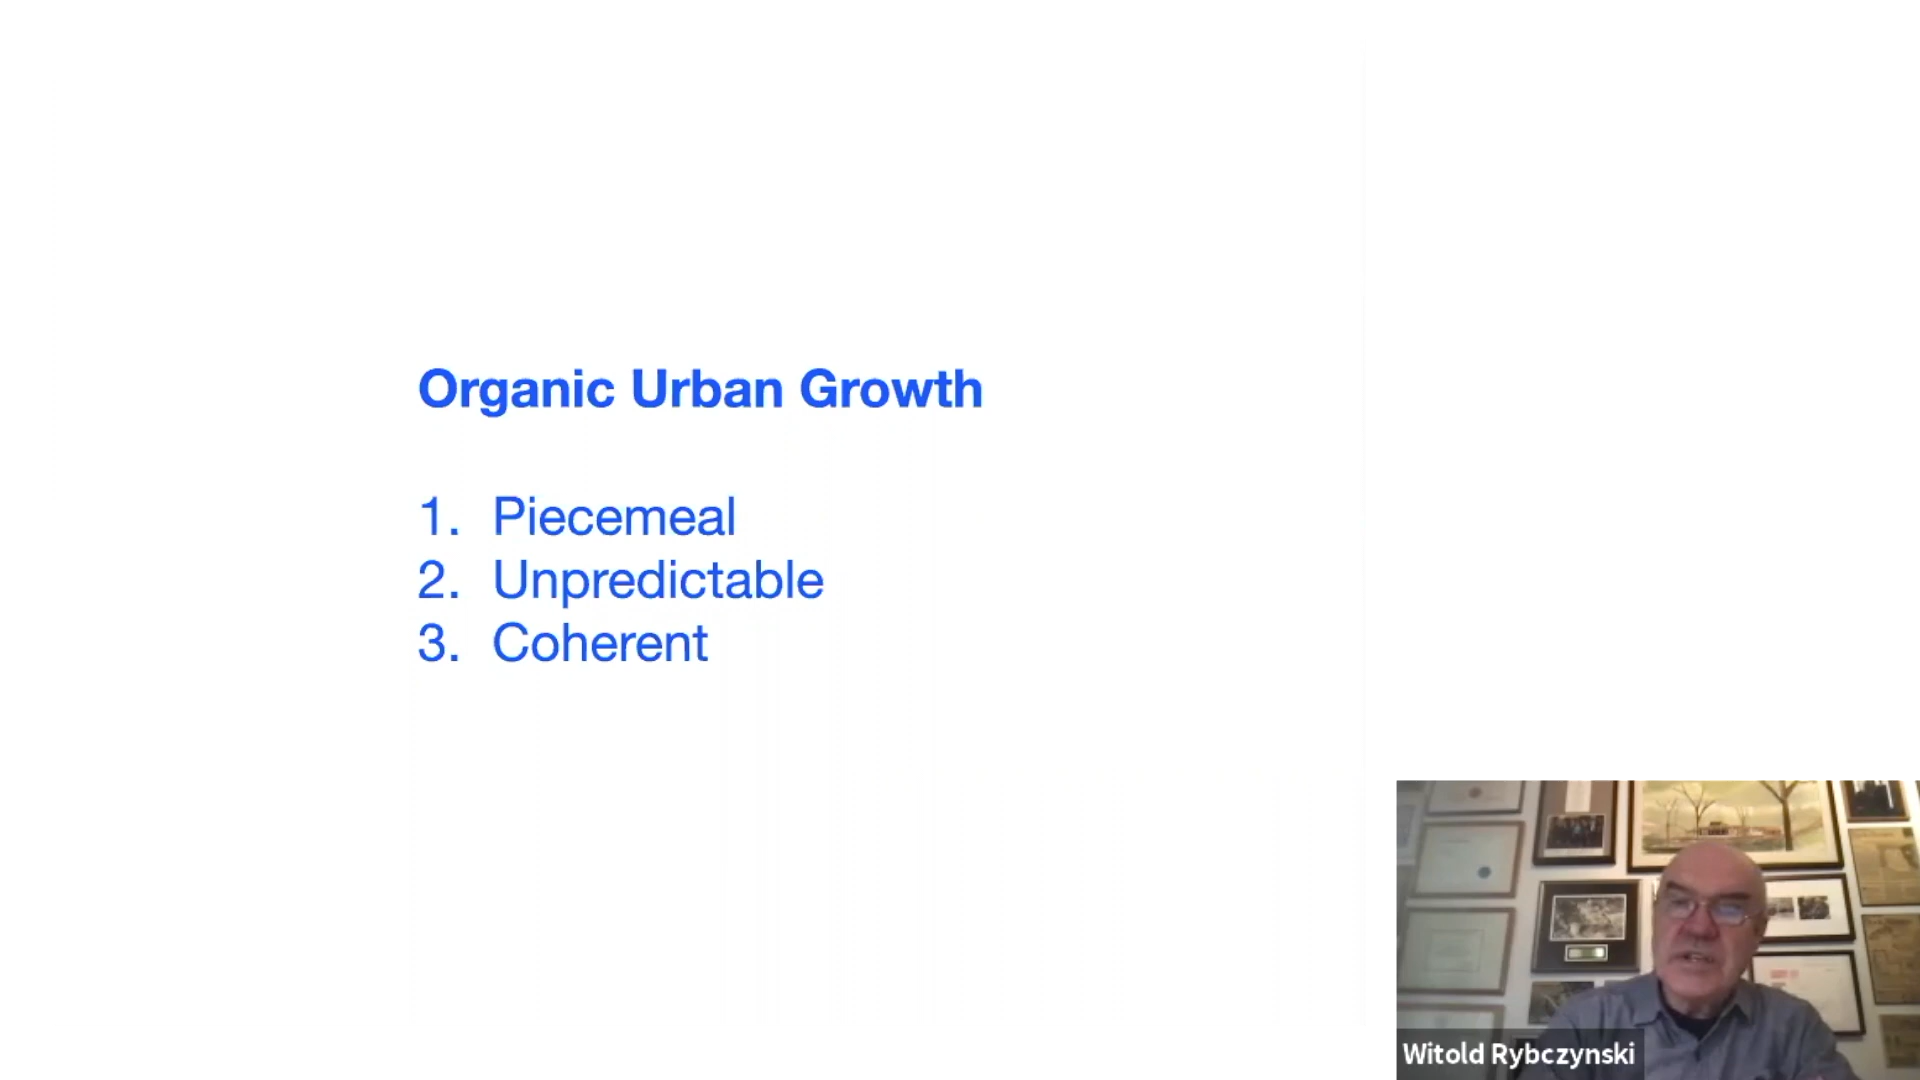 Organic Urban Growth
1. Piecemeal
2. Unpredictable
3. Coherent
Witold Rybczynski